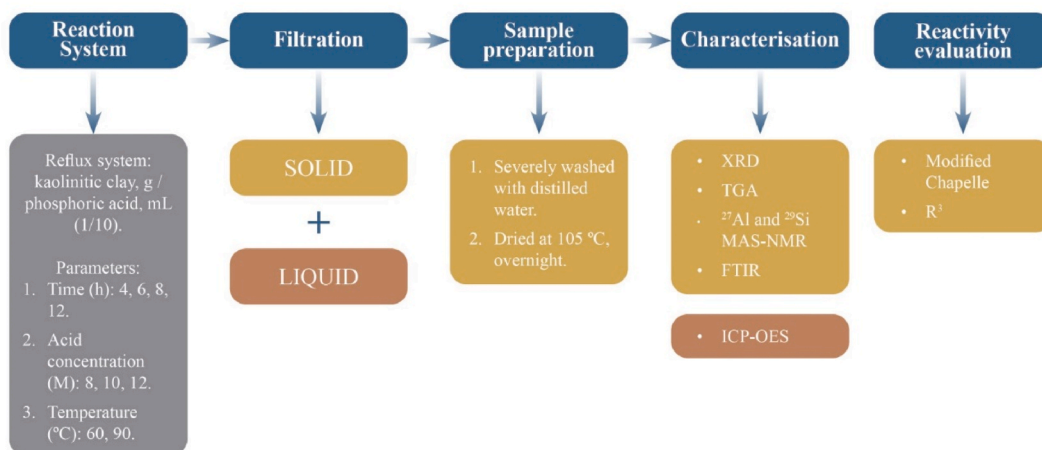 Reaction
System
Filtration
Sample
preparation
Characterisation
Reactivity
evaluation
Reflux system:
kaolinitic clay, g /
phosphoric acid, mL
(1/10).
Parameters:
1. Time (h): 4, 6, 8,
12.
2. Acid
concentration
(M): 8, 10, 12.
3. Temperature
(ºC): 60, 90.
SOLID
+
LIQUID
1. Severely washed
with distilled
water.
2. Dried at 105 ºC,
overnight.
• XRD
• TGA
• ²⁷Al and ²⁹Si
MAS-NMR
• FTIR
• ICP-OES
• Modified
Chapelle
• R³